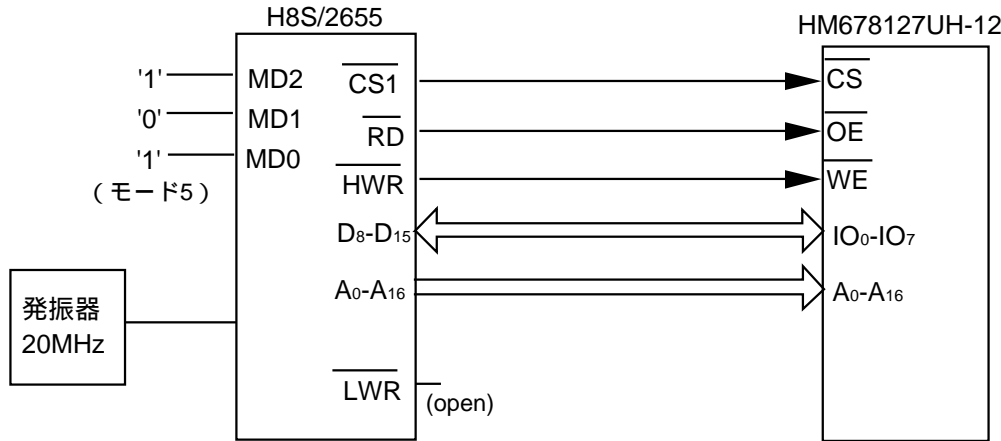 H8S/2655
HM678127UH-12
'1' MD2 CS1 CS
'0' MD1 RD OE
'1' MD0
(モード5) HWR WE
D8-D15 IO0-IO7
A0-A16 A0-A16
発振器
20MHz
LWR (open)